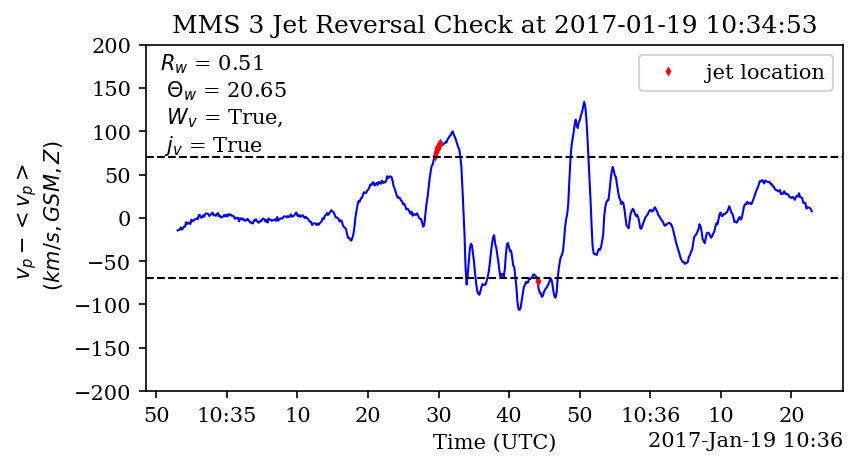 MMS 3 Jet Reversal Check at 2017-01-19 10:34:53
R_w = 0.51
Θ_w = 20.65
W_v = True,
j_v = True
jet location
v_p − < v_p >
(km/s, GSM, Z)
200
150
100
50
0
−50
−100
−150
−200
50 10:35 10 20 30 40 50 10:36 10 20
Time (UTC)
2017-Jan-19 10:36